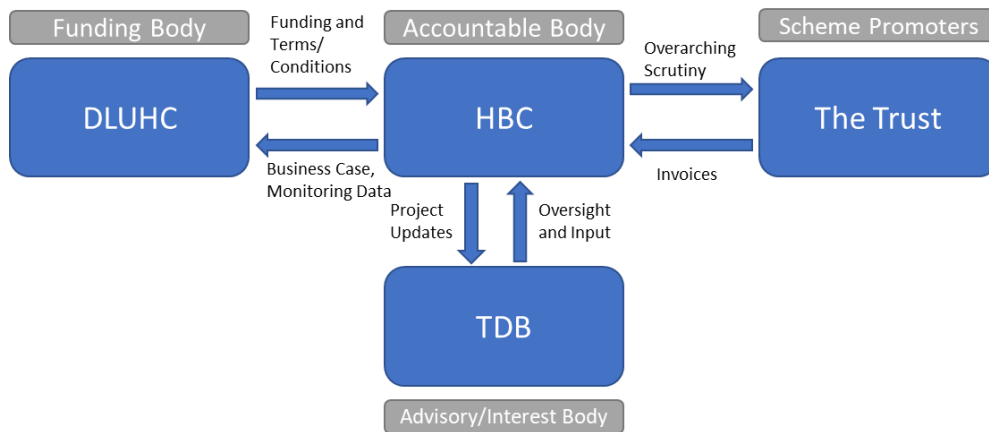 Funding Body
Funding and
Terms/
Conditions
Accountable Body
Overarching
Scrutiny
Scheme Promoters
DLUHC
HBC
The Trust
Business Case,
Monitoring Data
Invoices
Project
Updates
Oversight
and Input
TDB
Advisory/Interest Body